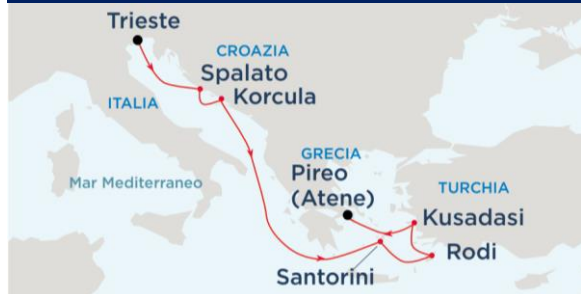 Trieste
CROAZIA
Spalato
Korcula
ITALIA
GRECIA
Pireo
(Atene)
Mar Mediterraneo
TURCHIA
Kusadasi
Rodi
Santorini